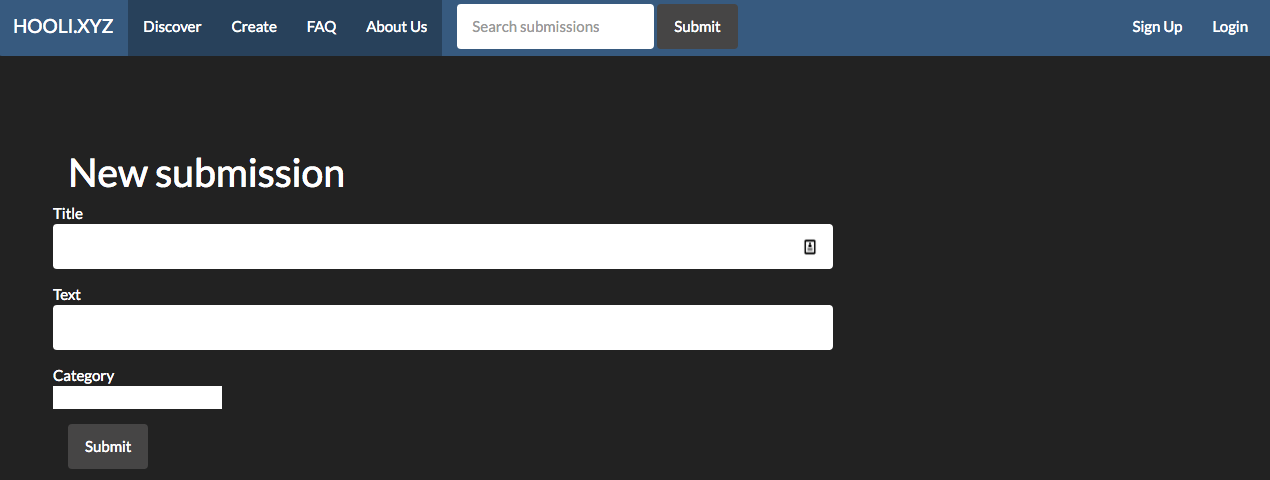 HOOLI.XYZ Discover Create FAQ About Us Search submissions Submit Sign Up Login
New submission
Title
Text
Category
Submit